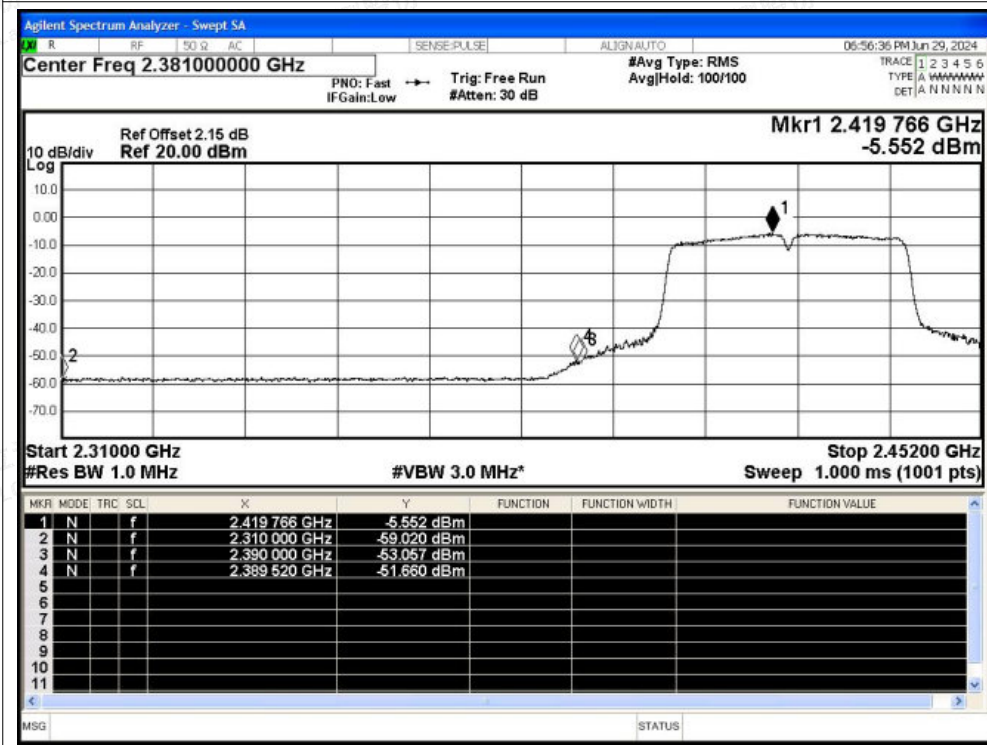 Agilent Spectrum Analyzer - Swept SA
LXI R RF 50 Ω AC SENSE:PULSE ALIGN AUTO 06:56:36 PM Jun 29, 2024
Center Freq 2.381000000 GHz
#Avg Type: RMS
TRACE 1 2 3 4 5 6
PNO: Fast
Trig: Free Run
Avg|Hold: 100/100
TYPE A WWWWW
IFGain:Low
#Atten: 30 dB
DET A N N N N N
Mkr1 2.419 766 GHz
-5.552 dBm
Ref Offset 2.15 dB
10 dB/div Ref 20.00 dBm
Log
10.0
0.00
-10.0
-20.0
-30.0
-40.0
-50.0
-60.0
-70.0
1
2
4
3
Start 2.31000 GHz Stop 2.45200 GHz
#Res BW 1.0 MHz #VBW 3.0 MHz* Sweep 1.000 ms (1001 pts)
MKR MODE TRC SCL X Y FUNCTION FUNCTION WIDTH FUNCTION VALUE
1 N f 2.419 766 GHz -5.552 dBm
2 N f 2.310 000 GHz -59.020 dBm
3 N f 2.390 000 GHz -53.057 dBm
4 N f 2.389 520 GHz -51.660 dBm
5
6
7
8
9
10
11
MSG STATUS